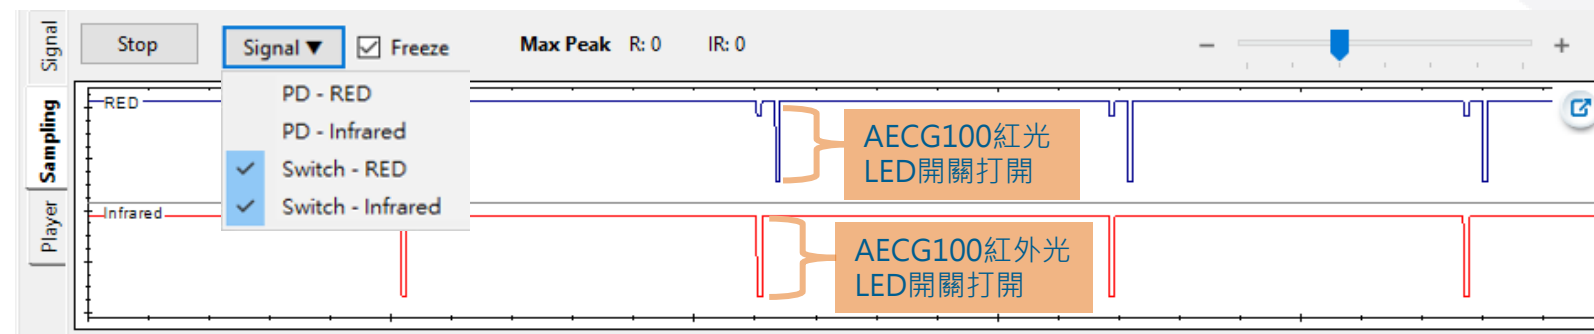 Signal
Sampling
Player
Stop
Signal ▼
Freeze
Max Peak R: 0 IR: 0
− +
PD - RED
PD - Infrared
Switch - RED
Switch - Infrared
RED
AECG100紅光
LED開關打開
Infrared
AECG100紅外光
LED開關打開